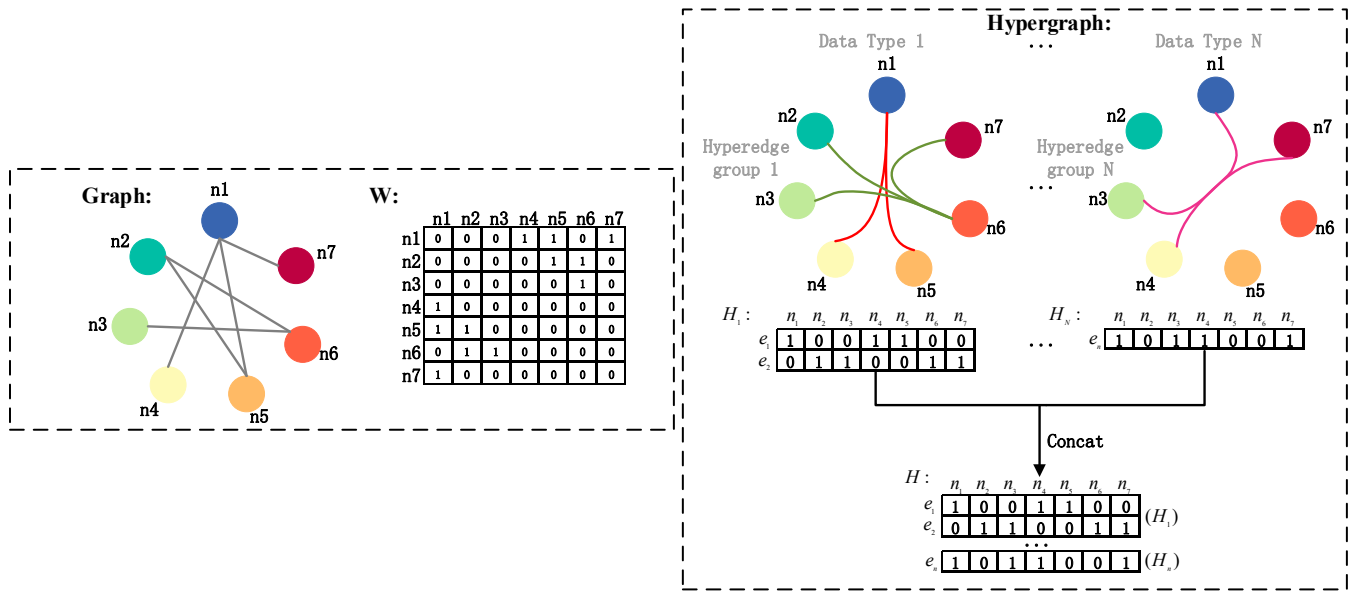 Hypergraph:
Data Type 1
...
Data Type N
n1
n1
n2
n7
n2
n7
Hyperedge
group 1
Hyperedge
group N
...
n3
n6
n3
n6
n4
n5
n4
n5
Graph:
W:
n1
n2
n7
n3
n6
n4
n5
n1 n2 n3 n4 n5 n6 n7
n1 0 0 0 1 1 0 1
n2 0 0 0 0 1 1 0
n3 0 0 0 0 0 1 0
n4 1 0 0 0 0 0 0
n5 1 1 0 0 0 0 0
n6 0 1 1 0 0 0 0
n7 1 0 0 0 0 0 0
H₁ : n₁ n₂ n₃ n₄ n₅ n₆ n₇
e₁ 1 0 0 1 1 0 0
e₂ 0 1 1 0 0 1 1
...
H_N : n₁ n₂ n₃ n₄ n₅ n₆ n₇
eₙ 1 0 1 1 0 0 1
Concat
H : n₁ n₂ n₃ n₄ n₅ n₆ n₇
e₁ 1 0 0 1 1 0 0
e₂ 0 1 1 0 0 1 1
(H₁)
...
eₙ 1 0 1 1 0 0 1 (Hₙ)